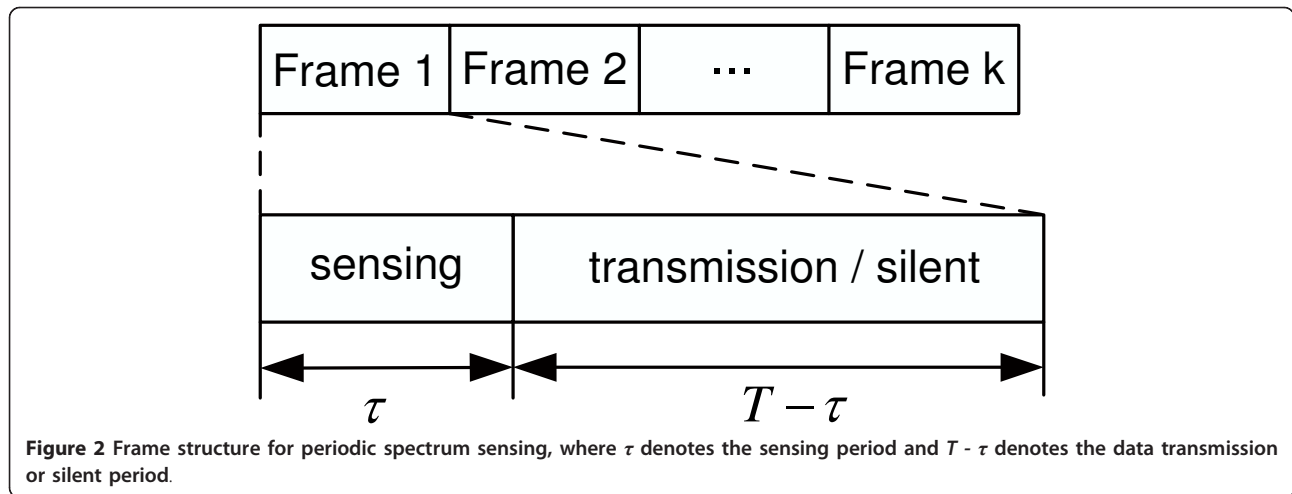 Frame 1 Frame 2 ... Frame k
sensing transmission / silent
τ T − τ
Figure 2 Frame structure for periodic spectrum sensing, where τ denotes the sensing period and T - τ denotes the data transmission
or silent period.